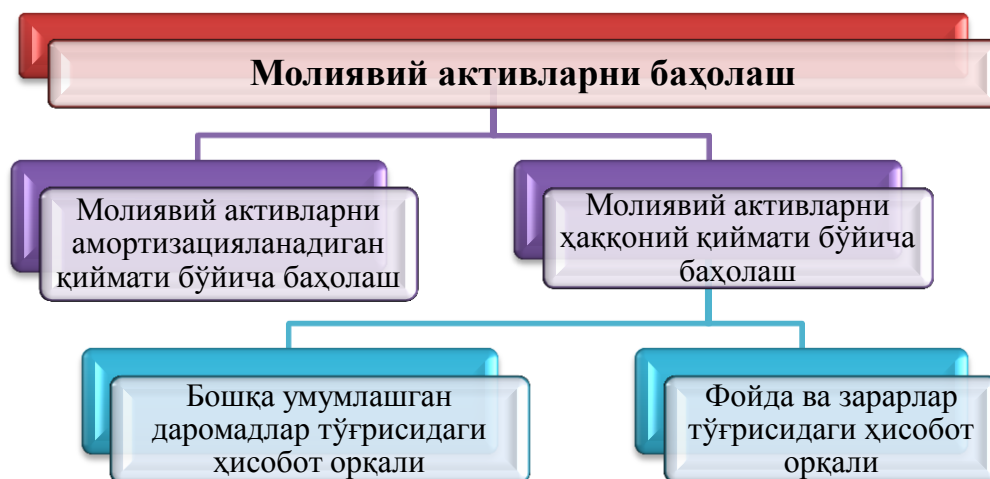 Молиявий активларни баҳолаш
Молиявий активларни
амортизацияланадиган
қиймати бўйича баҳолаш
Молиявий активларни
ҳаққоний қиймати бўйича
баҳолаш
Бошқа умумлашган
даромадлар тўғрисидаги
ҳисобот орқали
Фойда ва зарарлар
тўғрисидаги ҳисобот
орқали